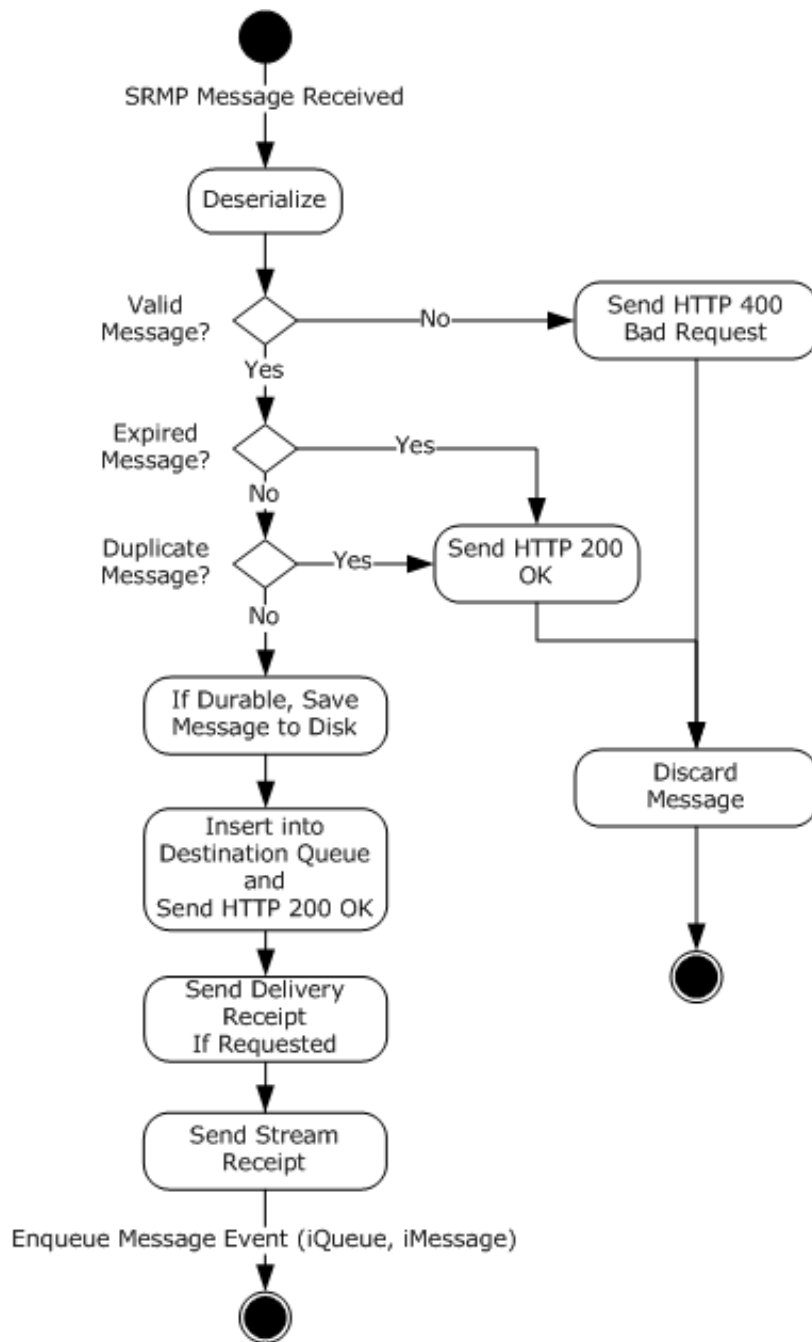 SRMP Message Received
Deserialize
Valid
Message?
No
Send HTTP 400
Bad Request
Yes
Expired
Message?
Yes
No
Duplicate
Message?
Yes
Send HTTP 200
OK
No
If Durable, Save
Message to Disk
Discard
Message
Insert into
Destination Queue
and
Send HTTP 200 OK
Send Delivery
Receipt
If Requested
Send Stream
Receipt
Enqueue Message Event (iQueue, iMessage)